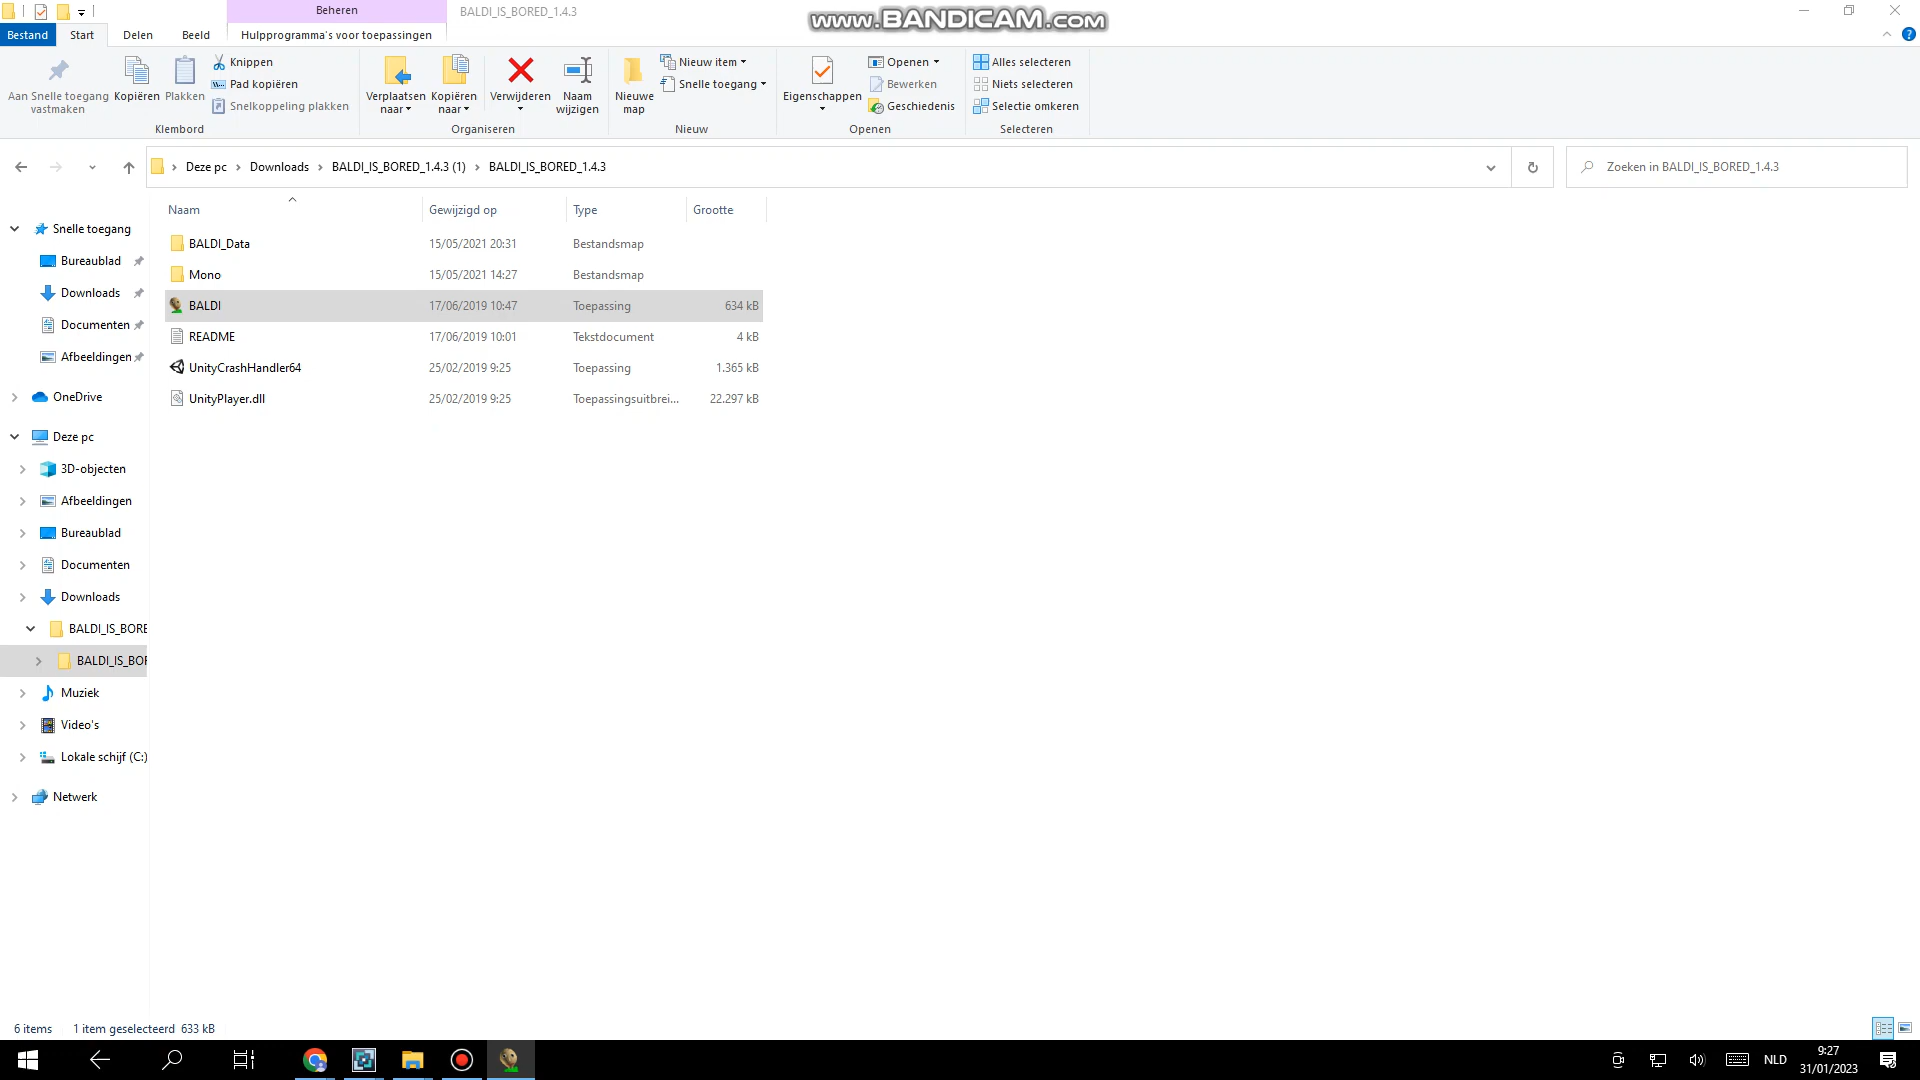 Beheren
BALDI_IS_BORED_1.4.3
www.BANDICAM.com
Bestand
Start
Delen
Beeld
Hulpprogramma's voor toepassingen
Aan Snelle toegang
vastmaken
Kopiëren
Plakken
Knippen
Pad kopiëren
Snelkoppeling plakken
Klembord
Verplaatsen
naar
Kopiëren
naar
Verwijderen
Naam
wijzigen
Organiseren
Nieuwe
map
Nieuw item
Snelle toegang
Nieuw
Eigenschappen
Openen
Bewerken
Geschiedenis
Openen
Alles selecteren
Niets selecteren
Selectie omkeren
Selecteren
Deze pc
Downloads
BALDI_IS_BORED_1.4.3 (1)
BALDI_IS_BORED_1.4.3
Zoeken in BALDI_IS_BORED_1.4.3
Naam
Gewijzigd op
Type
Grootte
BALDI_Data 15/05/2021 20:31 Bestandsmap
Mono 15/05/2021 14:27 Bestandsmap
BALDI 17/06/2019 10:47 Toepassing 634 kB
README 17/06/2019 10:01 Tekstdocument 4 kB
UnityCrashHandler64 25/02/2019 9:25 Toepassing 1.365 kB
UnityPlayer.dll 25/02/2019 9:25 Toepassingsuitbrei... 22.297 kB
Snelle toegang
Bureaublad
Downloads
Documenten
Afbeeldingen
OneDrive
Deze pc
3D-objecten
Afbeeldingen
Bureaublad
Documenten
Downloads
BALDI_IS_BORE
BALDI_IS_BOR
Muziek
Video's
Lokale schijf (C:)
Netwerk
6 items
1 item geselecteerd 633 kB
NLD
9:27
31/01/2023